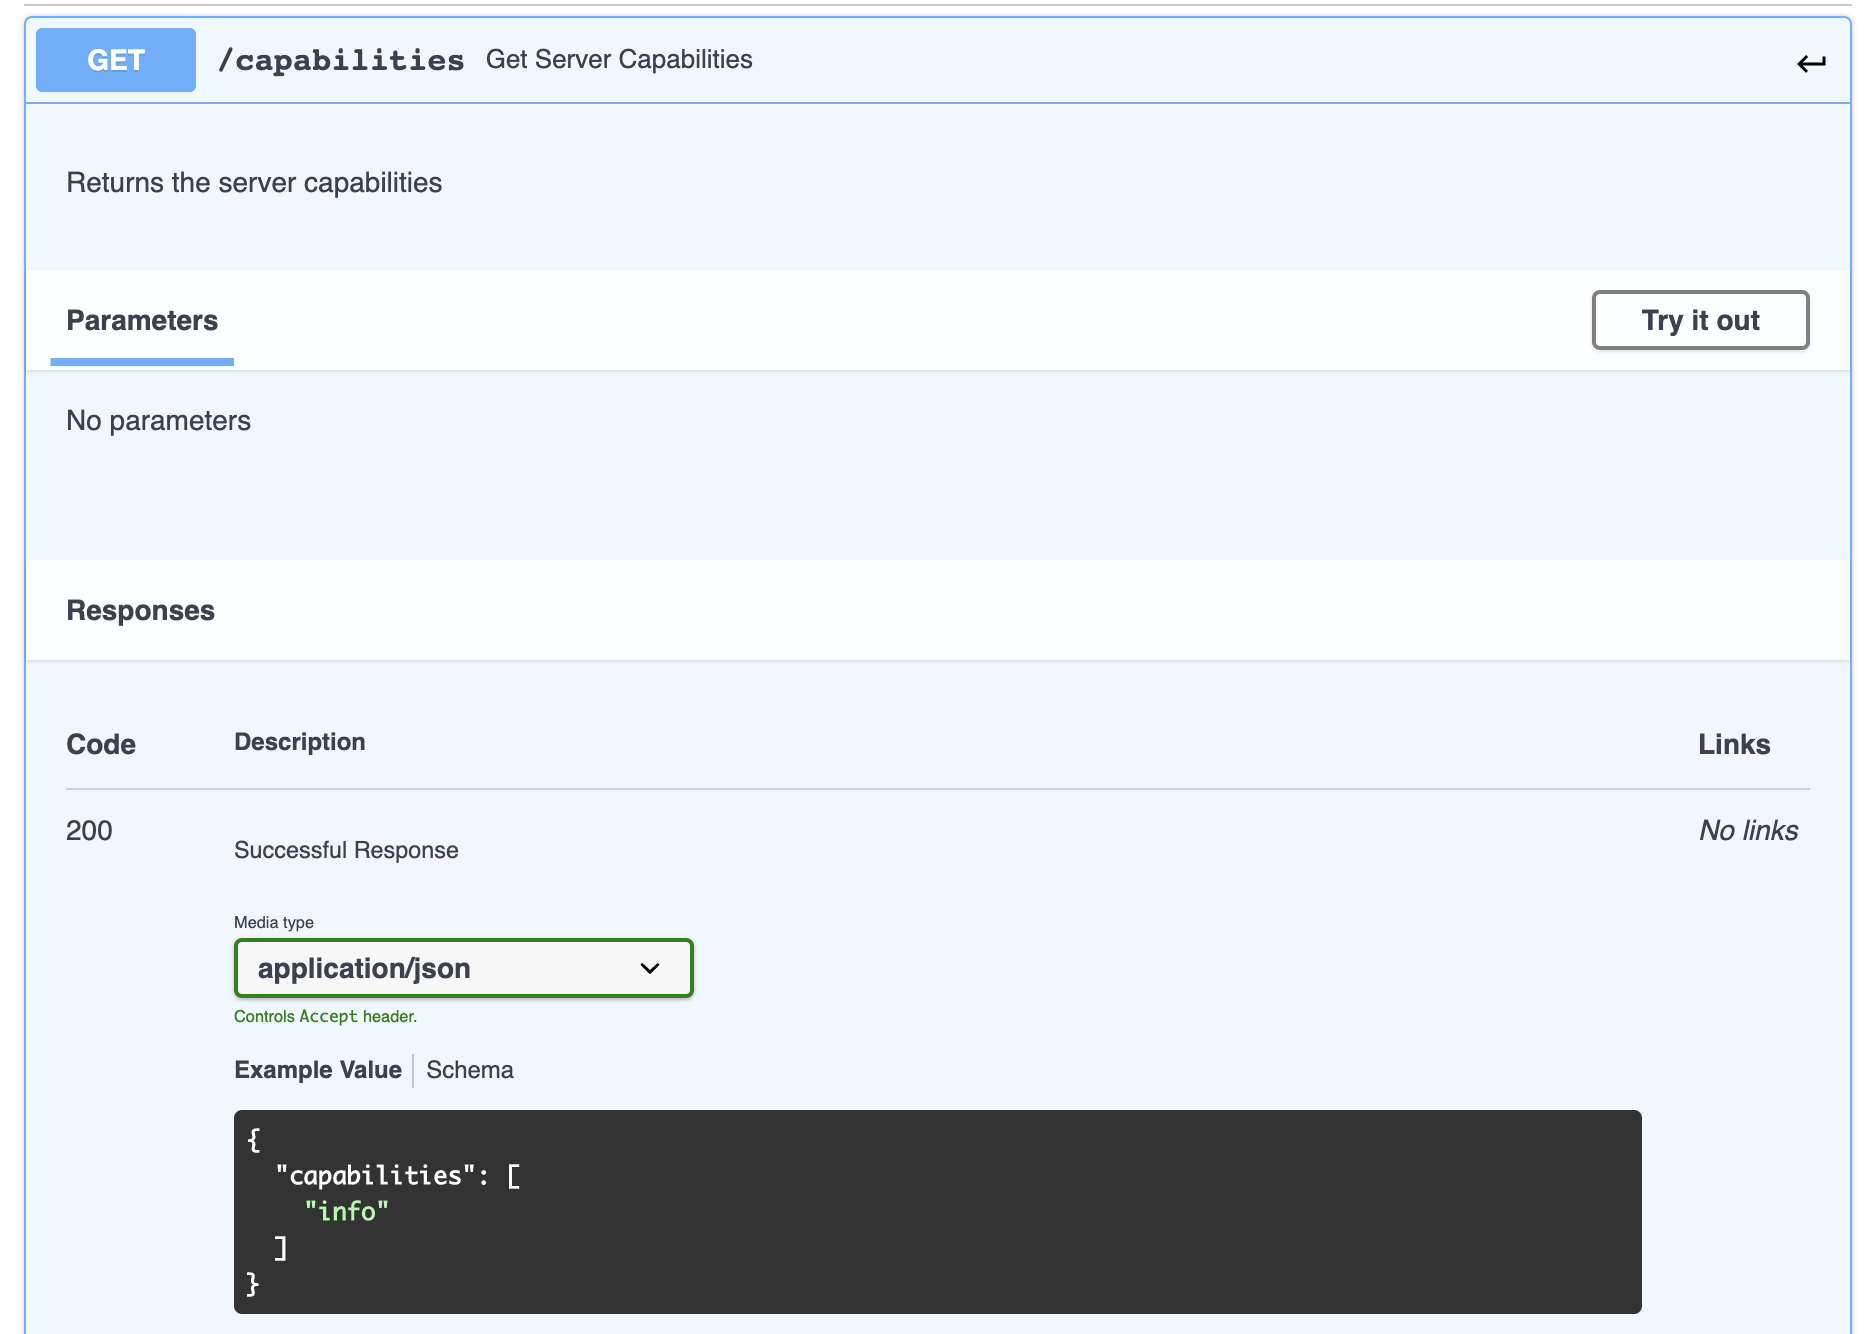 GET /capabilities Get Server Capabilities
Returns the server capabilities
Parameters Try it out
No parameters
Responses
Code Description Links
200 Successful Response No links
Media type
application/json
Controls Accept header.
Example Value Schema
{
  "capabilities": [
    "info"
  ]
}